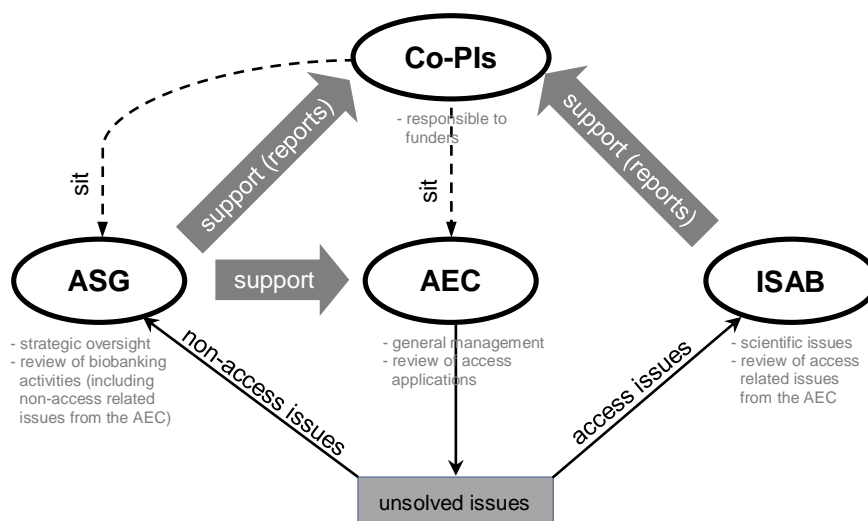 Co-PIs
- responsible to
funders
support (reports)
support (reports)
sit
sit
ASG
support
AEC
ISAB
- strategic oversight
- review of biobanking
activities (including
non-access related
issues from the AEC)
- general management
- review of access
applications
- scientific issues
- review of access
related issues
from the AEC
non-access issues
access issues
unsolved issues